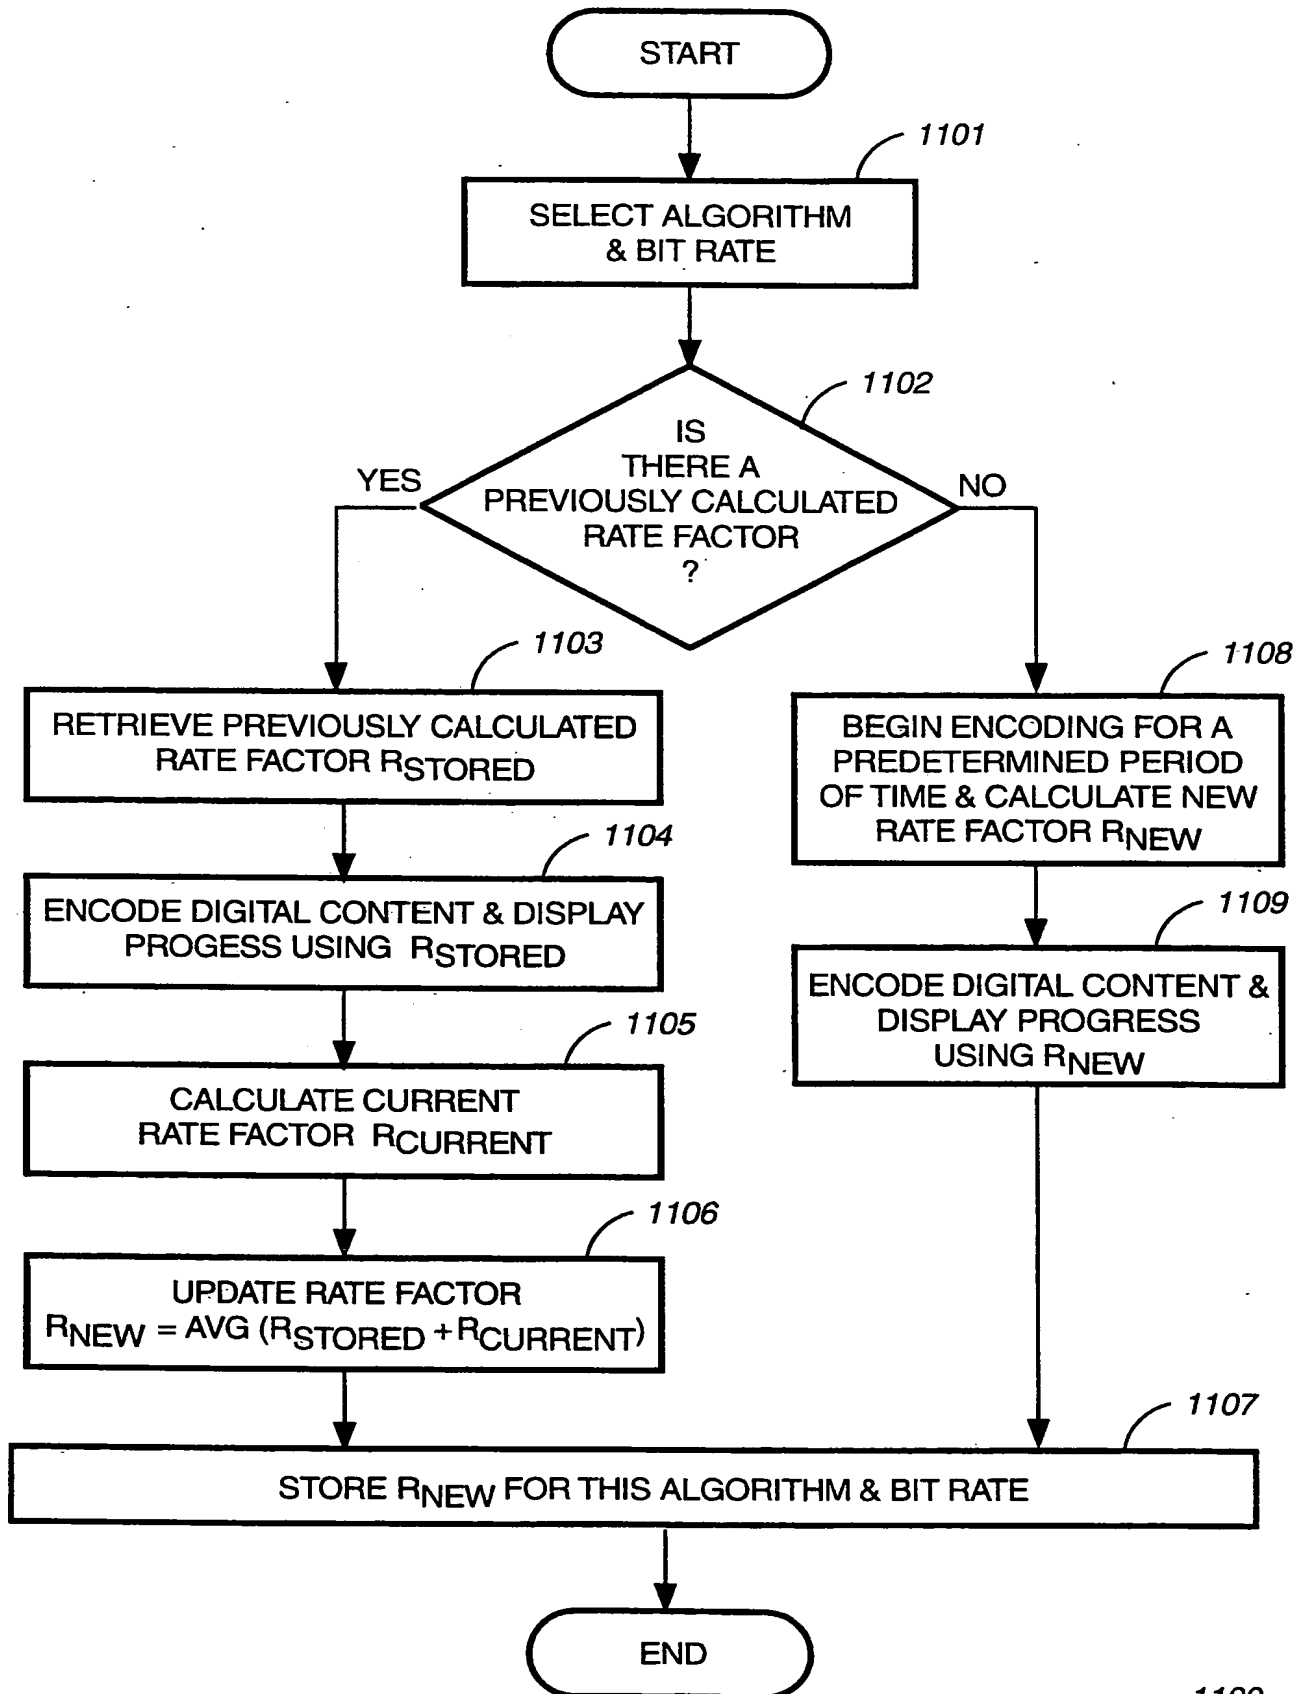 START
1101
SELECT ALGORITHM
& BIT RATE
1102
IS
THERE A
PREVIOUSLY CALCULATED
RATE FACTOR
?
YES
NO
1103
RETRIEVE PREVIOUSLY CALCULATED
RATE FACTOR RSTORED
1104
ENCODE DIGITAL CONTENT & DISPLAY
PROGESS USING RSTORED
1105
CALCULATE CURRENT
RATE FACTOR RCURRENT
1106
UPDATE RATE FACTOR
RNEW = AVG (RSTORED + RCURRENT)
1108
BEGIN ENCODING FOR A
PREDETERMINED PERIOD
OF TIME & CALCULATE NEW
RATE FACTOR RNEW
1109
ENCODE DIGITAL CONTENT &
DISPLAY PROGRESS
USING RNEW
1107
STORE RNEW FOR THIS ALGORITHM & BIT RATE
END